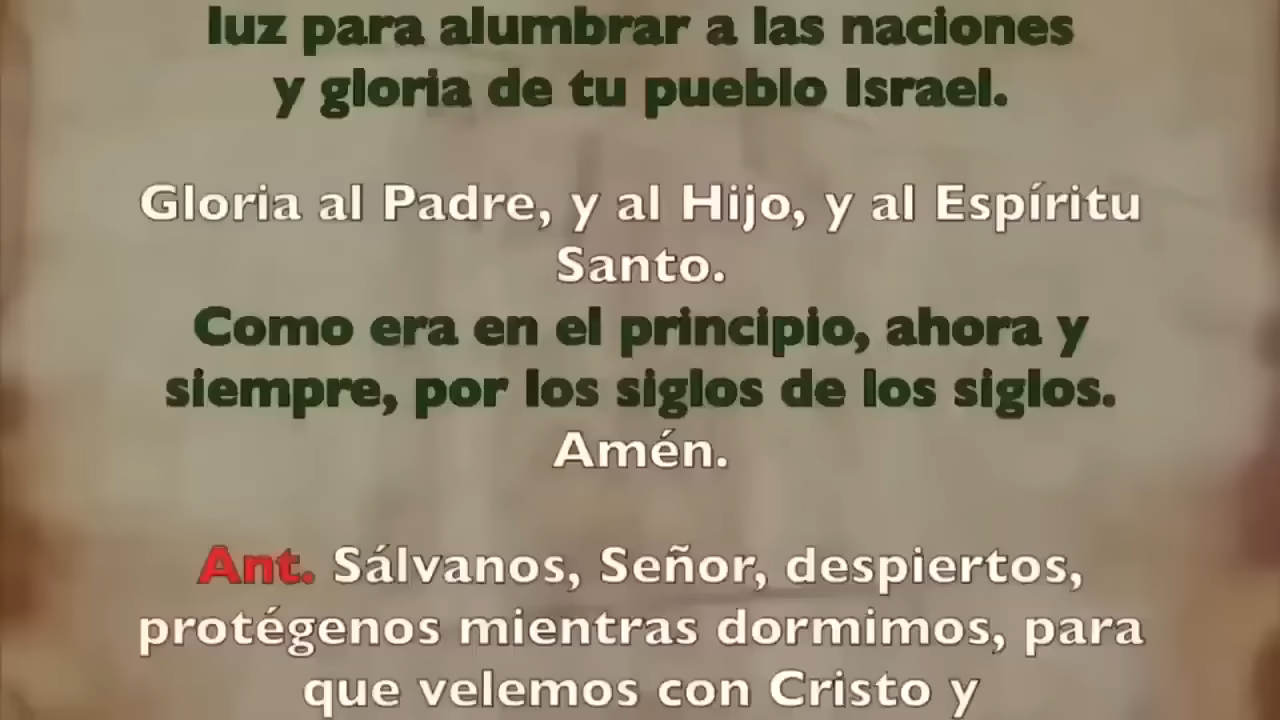 luz para alumbrar a las naciones
y gloria de tu pueblo Israel.
Gloria al Padre, y al Hijo, y al Espíritu
Santo.
Como era en el principio, ahora y
siempre, por los siglos de los siglos.
Amén.
Ant. Sálvanos, Señor, despiertos,
protégenos mientras dormimos, para
que velemos con Cristo y